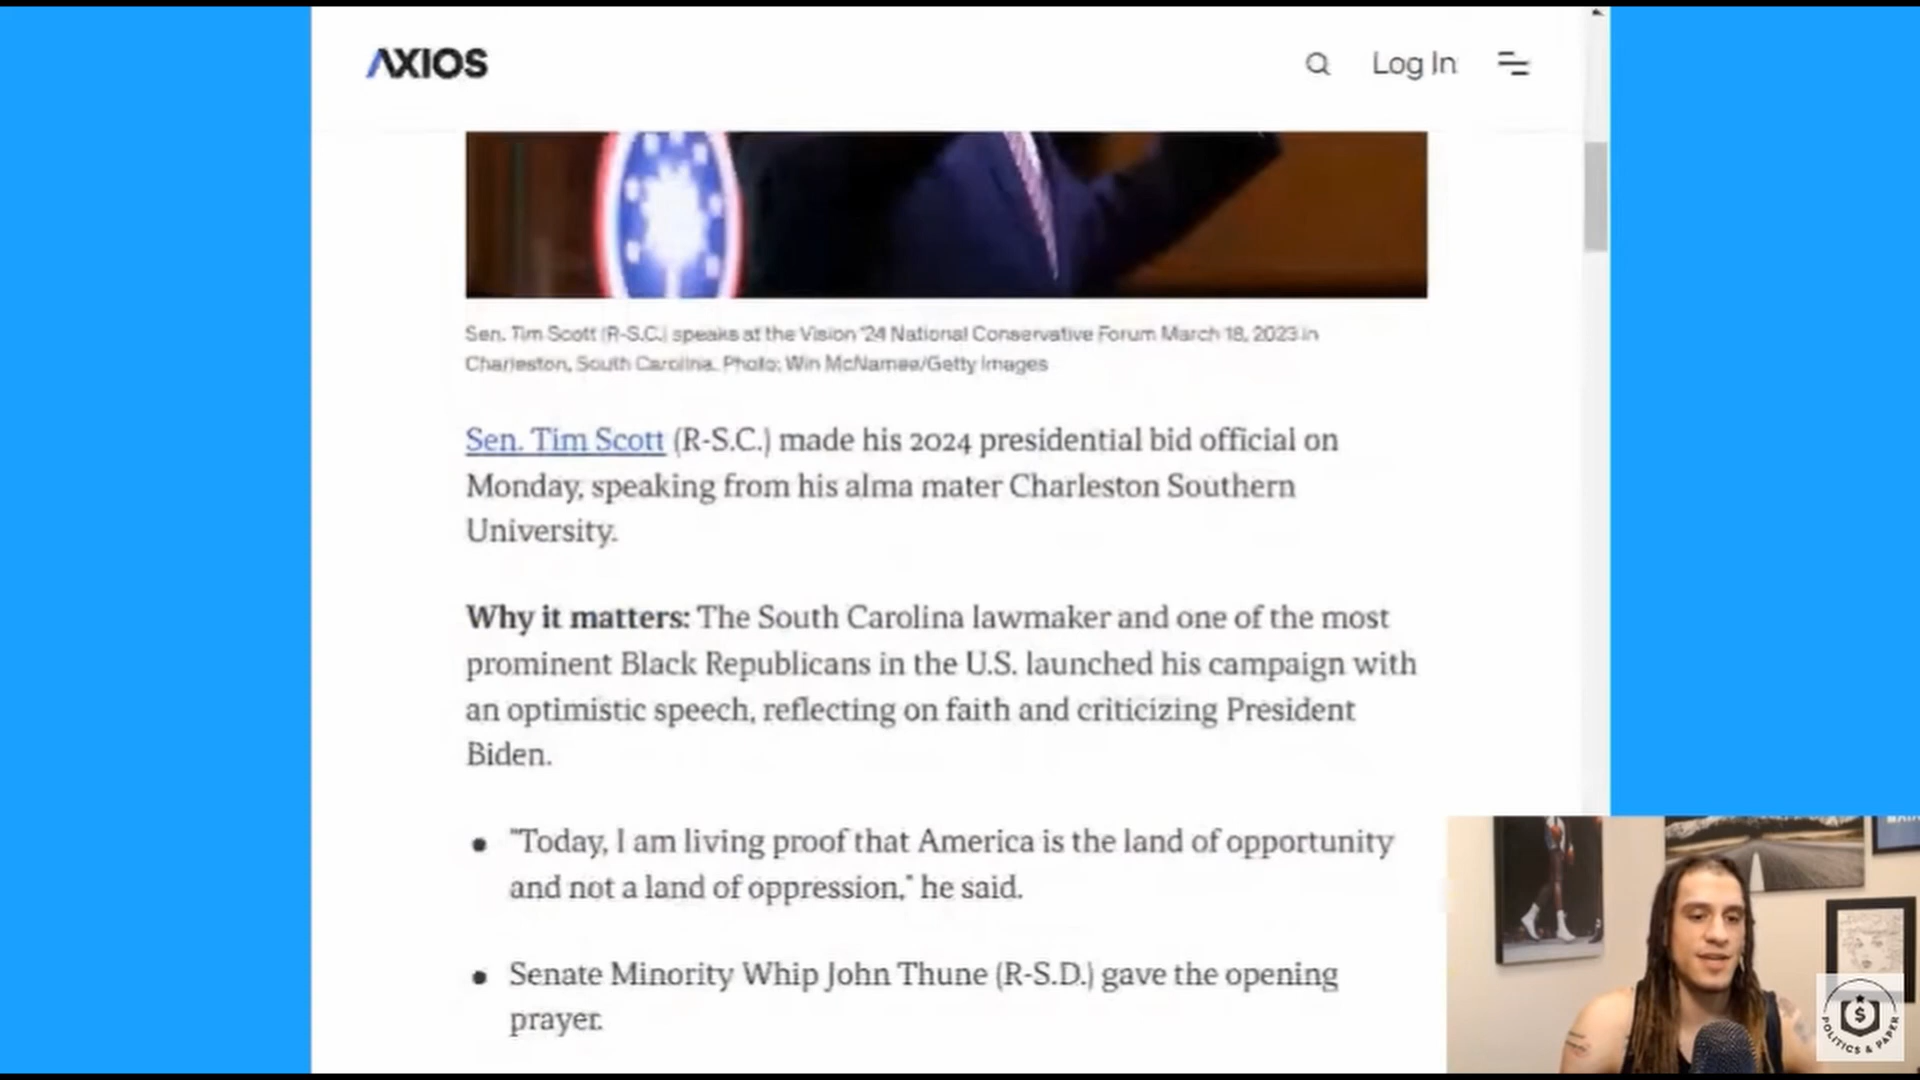 AXIOS
Log In
Sen. Tim Scott (R-S.C.) speaks at the Vision '24 National Conservative Forum March 18, 2023 in
Charleston, South Carolina. Photo: Win McNamee/Getty Images
Sen. Tim Scott (R-S.C.) made his 2024 presidential bid official on
Monday, speaking from his alma mater Charleston Southern
University.
Why it matters: The South Carolina lawmaker and one of the most
prominent Black Republicans in the U.S. launched his campaign with
an optimistic speech, reflecting on faith and criticizing President
Biden.
"Today, I am living proof that America is the land of opportunity
and not a land of oppression," he said.
Senate Minority Whip John Thune (R-S.D.) gave the opening
prayer.
$
POLITICS & PAPER